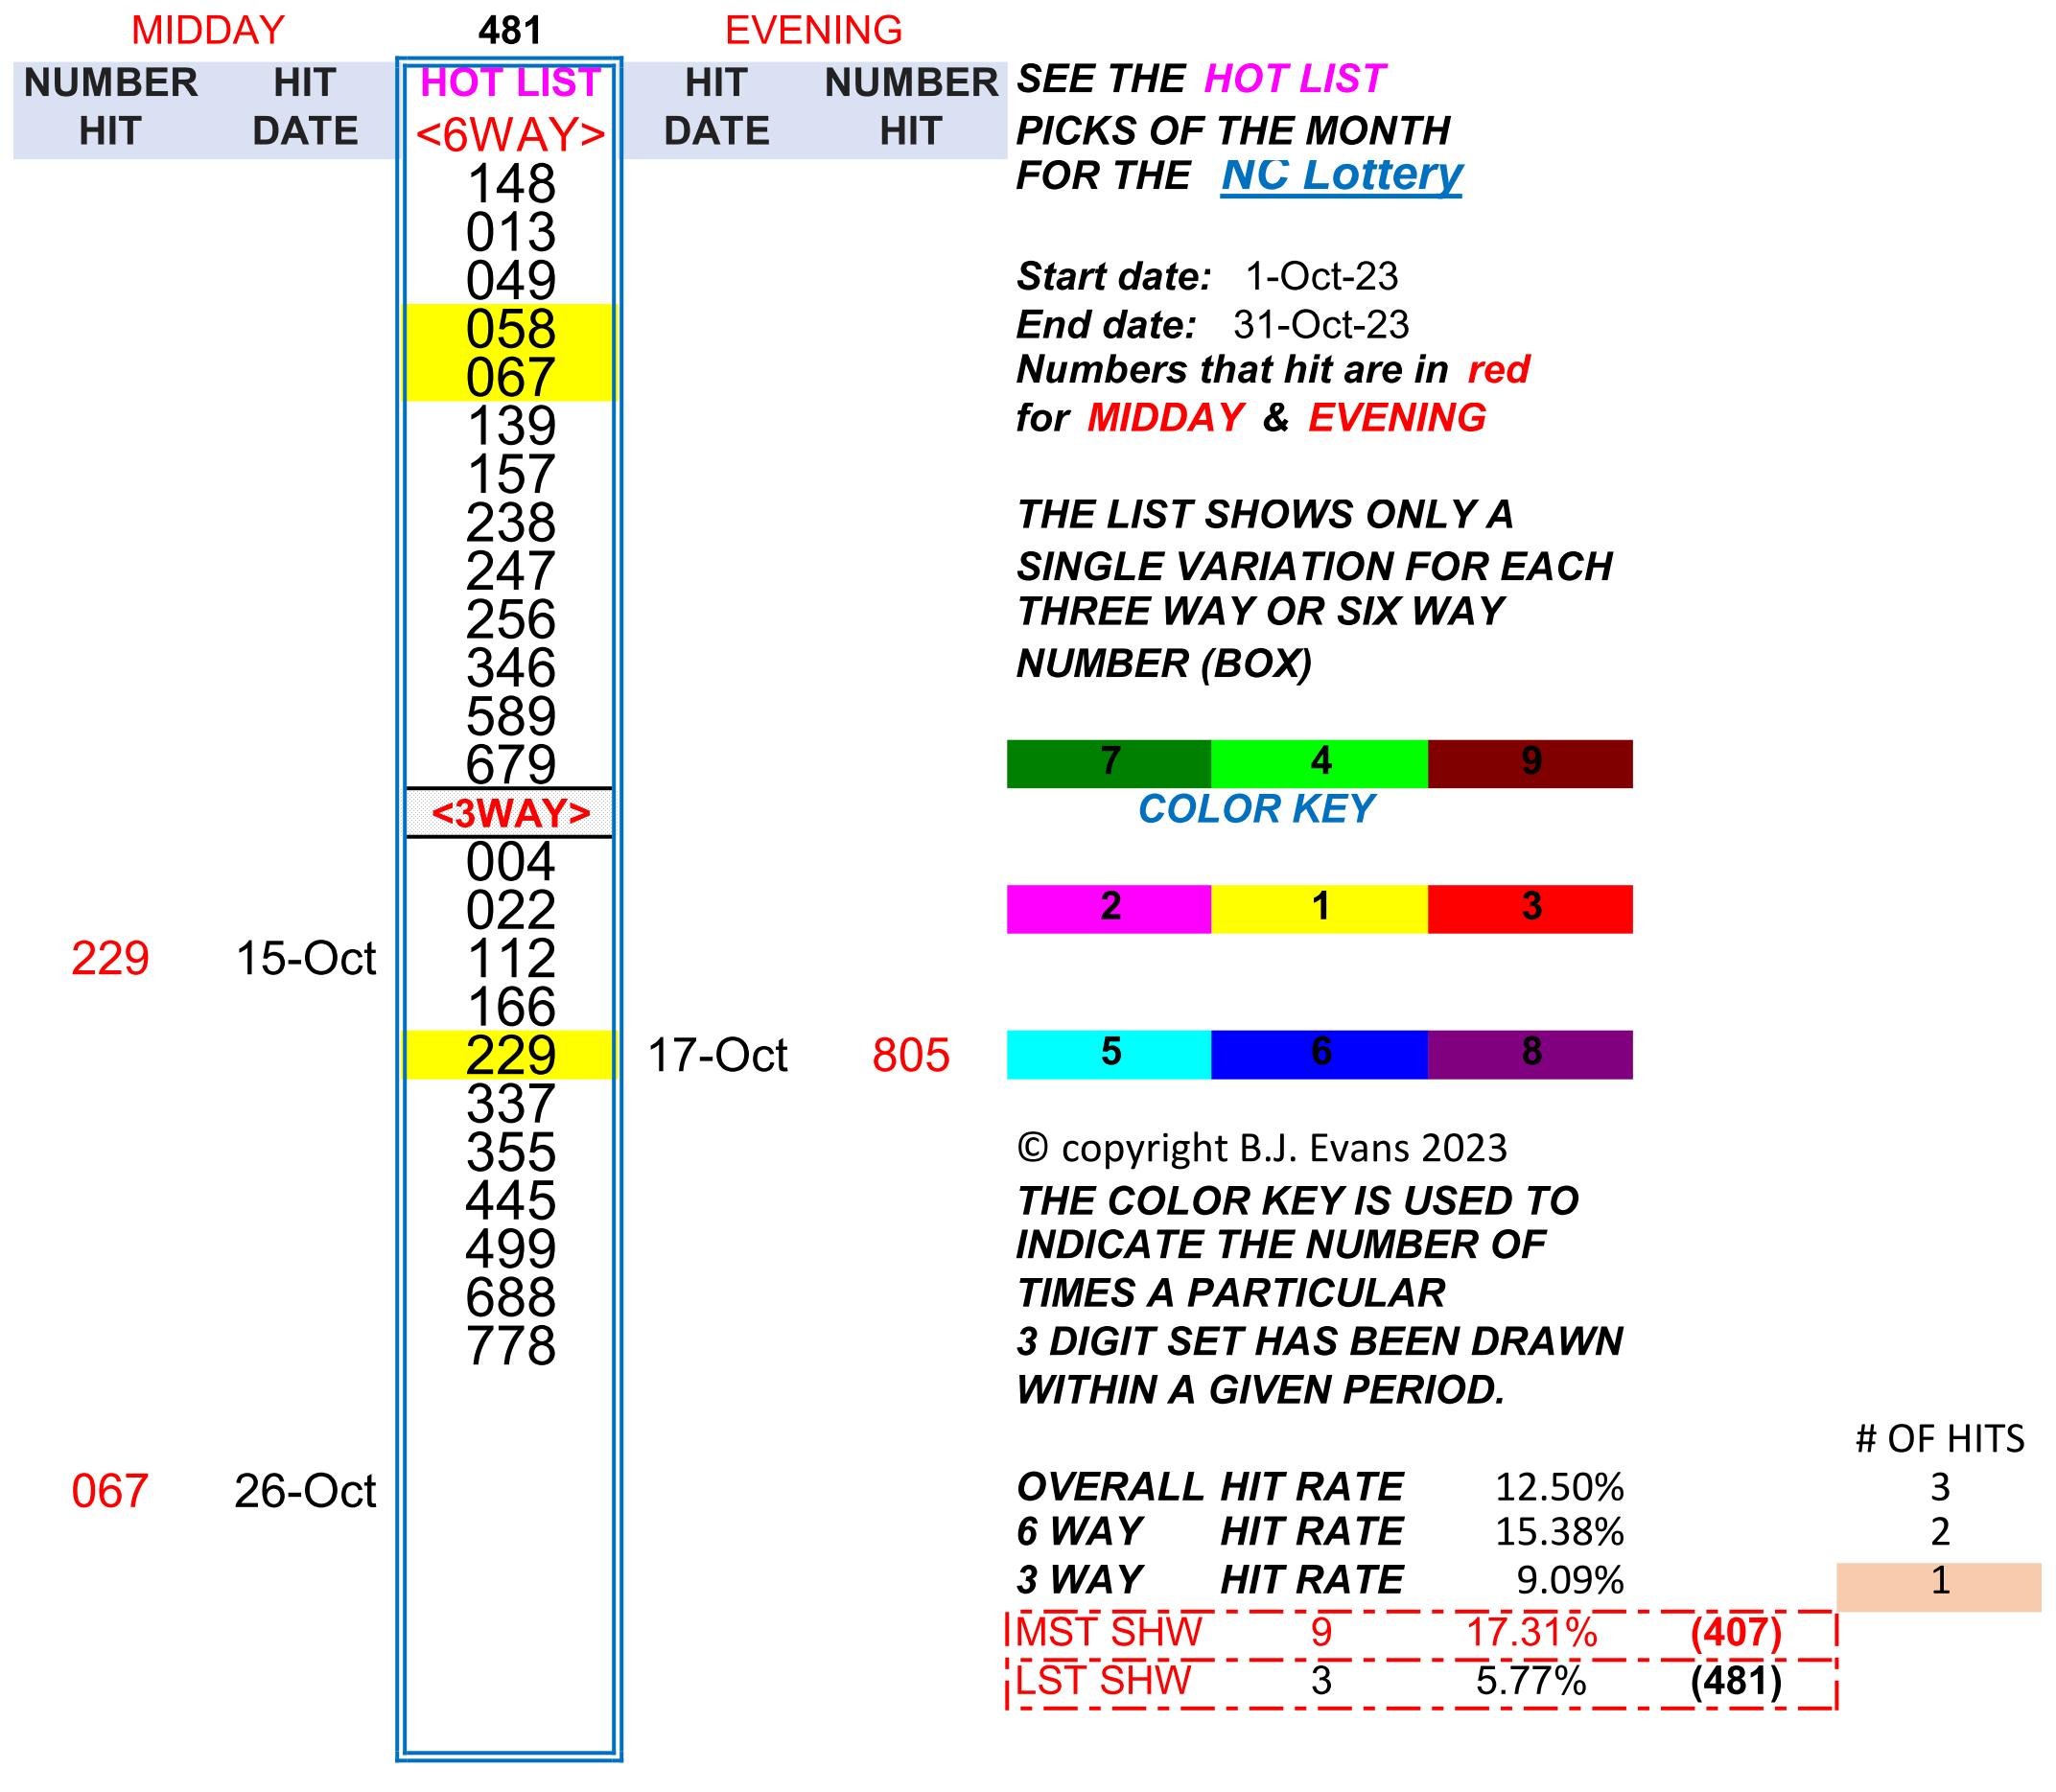 MIDDAY 481 EVENING
NUMBER HIT HOT LIST HIT NUMBER SEE THE HOT LIST
HIT DATE <6WAY> DATE HIT PICKS OF THE MONTH
148 FOR THE NC Lottery
013
049 Start date: 1-Oct-23
058 End date: 31-Oct-23
067 Numbers that hit are in red
139 for MIDDAY & EVENING
157
238 THE LIST SHOWS ONLY A
247 SINGLE VARIATION FOR EACH
256 THREE WAY OR SIX WAY
346 NUMBER (BOX)
589
679 7 4 9
<3WAY> COLOR KEY
004
022 2 1 3
229 15-Oct 112
166
229 17-Oct 805 5 6 8
337
355 © copyright B.J. Evans 2023
445 THE COLOR KEY IS USED TO
499 INDICATE THE NUMBER OF
688 TIMES A PARTICULAR
778 3 DIGIT SET HAS BEEN DRAWN
WITHIN A GIVEN PERIOD.
# OF HITS
067 26-Oct OVERALL HIT RATE 12.50% 3
6 WAY HIT RATE 15.38% 2
3 WAY HIT RATE 9.09% 1
MST SHW 9 17.31% (407)
LST SHW 3 5.77% (481)